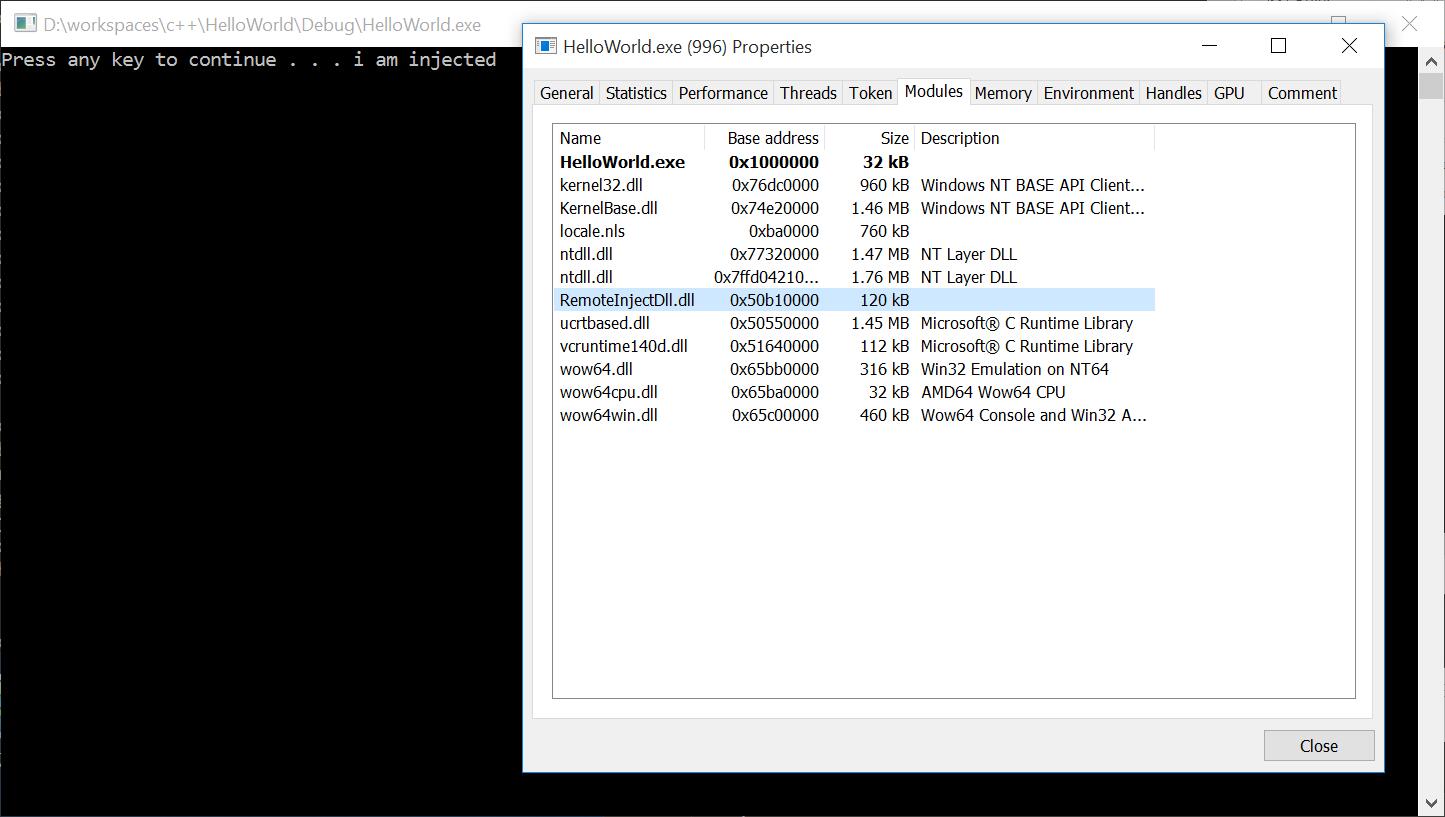 D:\workspaces\c++\HelloWorld\Debug\HelloWorld.exe
Press any key to continue . . . i am injected
HelloWorld.exe (996) Properties
General Statistics Performance Threads Token Modules Memory Environment Handles GPU Comment
Name Base address Size Description
HelloWorld.exe 0x1000000 32 kB
kernel32.dll 0x76dc0000 960 kB Windows NT BASE API Client...
KernelBase.dll 0x74e20000 1.46 MB Windows NT BASE API Client...
locale.nls 0xba0000 760 kB
ntdll.dll 0x77320000 1.47 MB NT Layer DLL
ntdll.dll 0x7ffd04210... 1.76 MB NT Layer DLL
RemoteInjectDll.dll 0x50b10000 120 kB
ucrtbased.dll 0x50550000 1.45 MB Microsoft® C Runtime Library
vcruntime140d.dll 0x51640000 112 kB Microsoft® C Runtime Library
wow64.dll 0x65bb0000 316 kB Win32 Emulation on NT64
wow64cpu.dll 0x65ba0000 32 kB AMD64 Wow64 CPU
wow64win.dll 0x65c00000 460 kB Wow64 Console and Win32 A...
Close